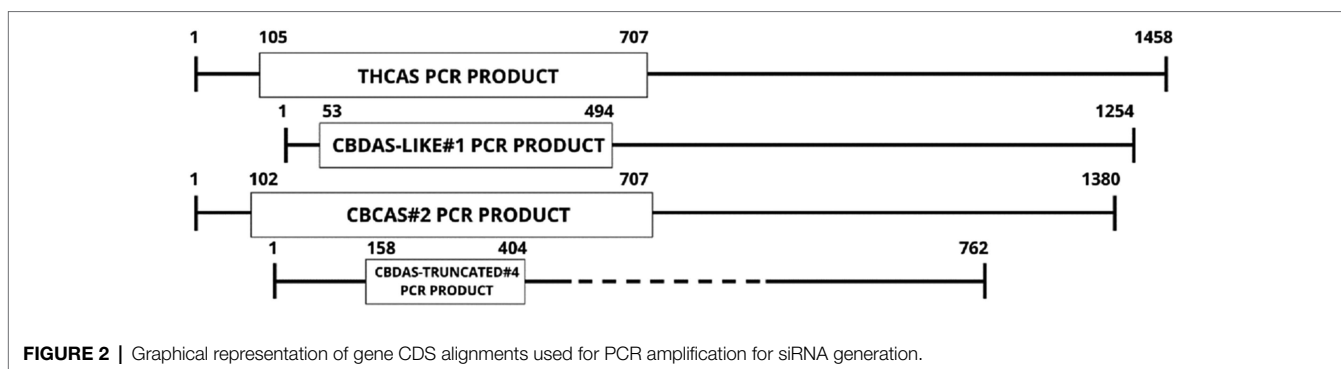 1 105 707 1458
THCAS PCR PRODUCT
1 53 494 1254
CBDAS-LIKE#1 PCR PRODUCT
1 102 707 1380
CBCAS#2 PCR PRODUCT
1 158 404 762
CBDAS-TRUNCATED#4
PCR PRODUCT
FIGURE 2 | Graphical representation of gene CDS alignments used for PCR amplification for siRNA generation.